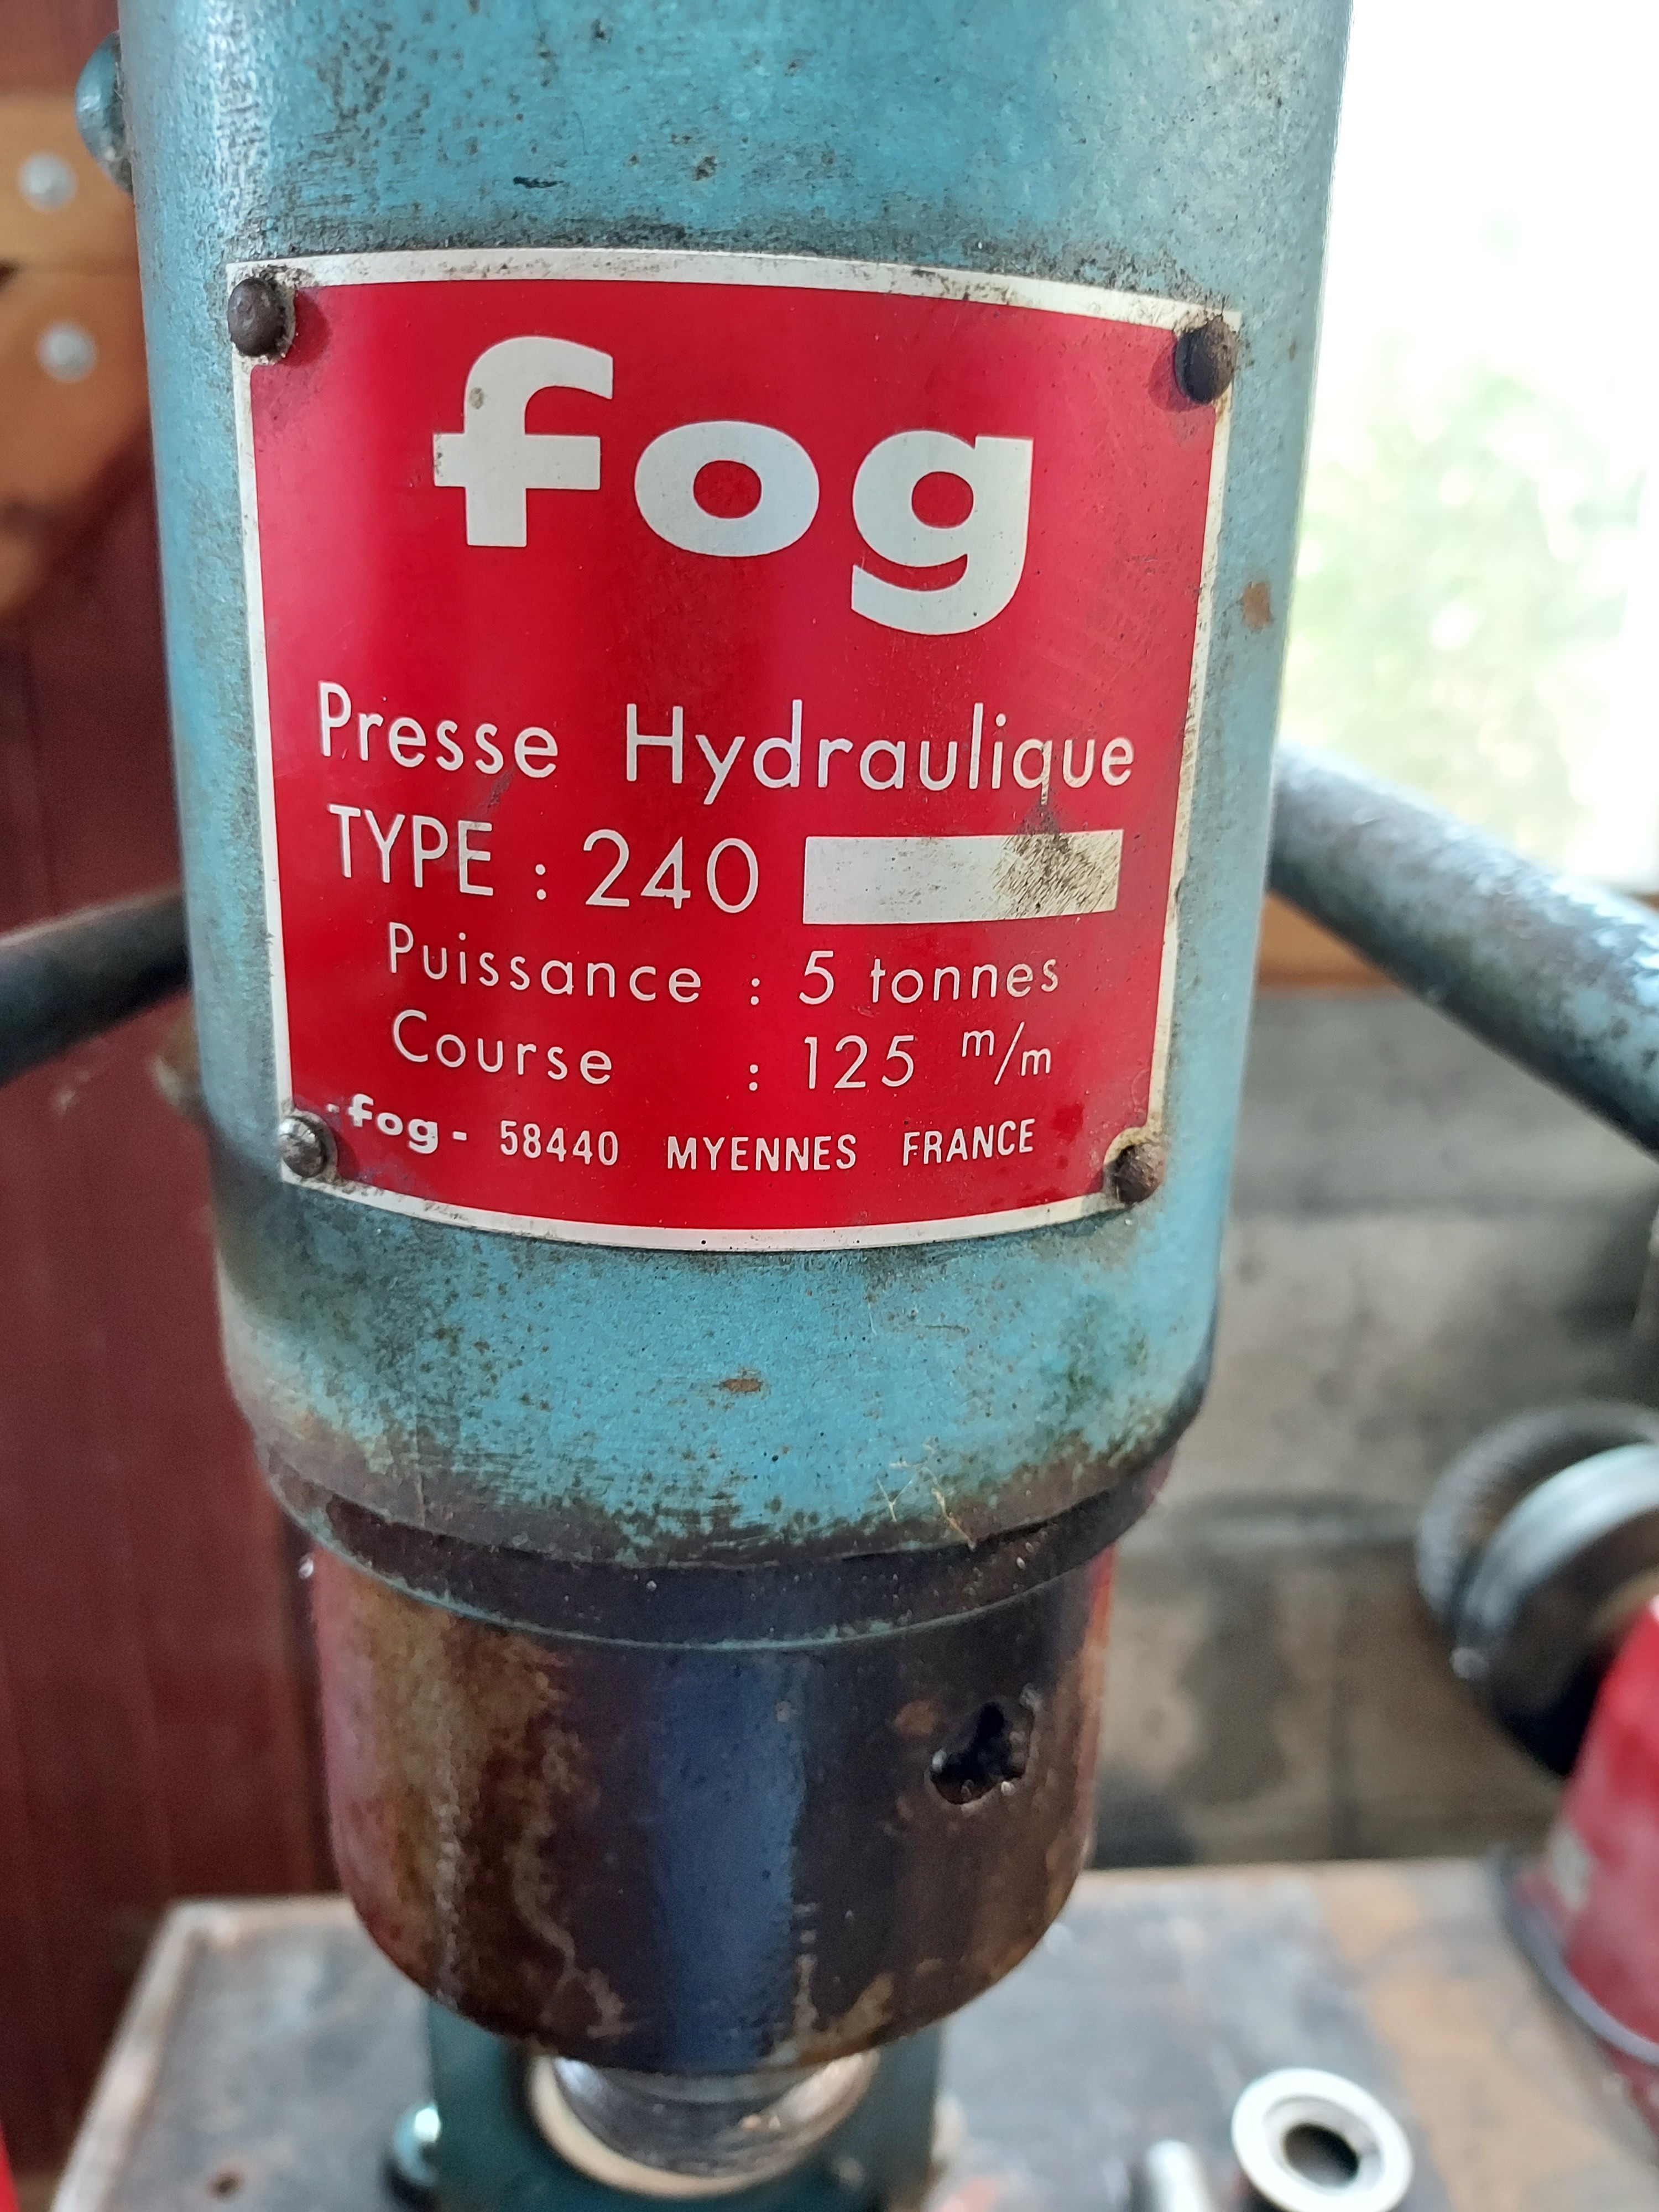 fog
Presse Hydraulique
TYPE : 240
Puissance : 5 tonnes
Course : 125 m/m
-fog- 58440 MYENNES FRANCE